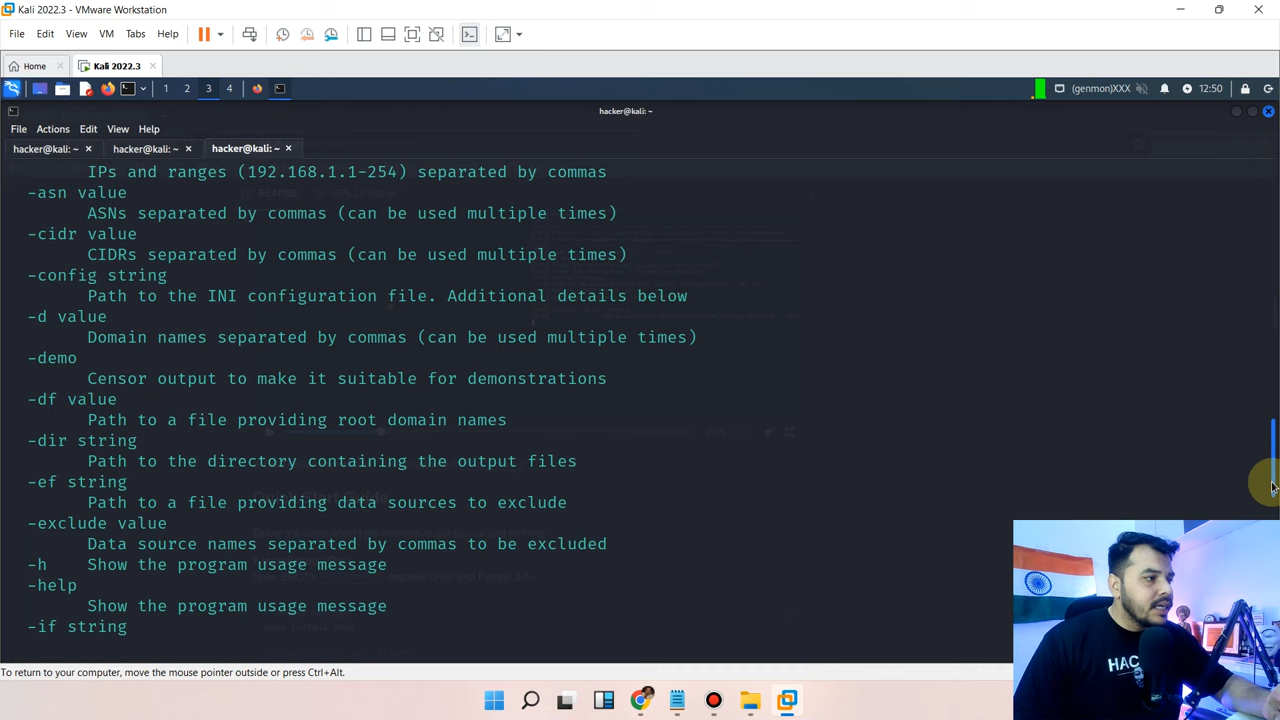 Kali 2022.3 - VMware Workstation
File Edit View VM Tabs Help
Home Kali 2022.3
1 2 3 4 (genmon)XXX 12:50
hacker@kali: ~
File Actions Edit View Help
hacker@kali: ~ hacker@kali: ~ hacker@kali: ~
IPs and ranges (192.168.1.1-254) separated by commas
-asn value
ASNs separated by commas (can be used multiple times)
-cidr value
CIDRs separated by commas (can be used multiple times)
-config string
Path to the INI configuration file. Additional details below
-d value
Domain names separated by commas (can be used multiple times)
-demo
Censor output to make it suitable for demonstrations
-df value
Path to a file providing root domain names
-dir string
Path to the directory containing the output files
-ef string
Path to a file providing data sources to exclude
-exclude value
Data source names separated by commas to be excluded
-h Show the program usage message
-help
Show the program usage message
-if string
HAC
To return to your computer, move the mouse pointer outside or press Ctrl+Alt.